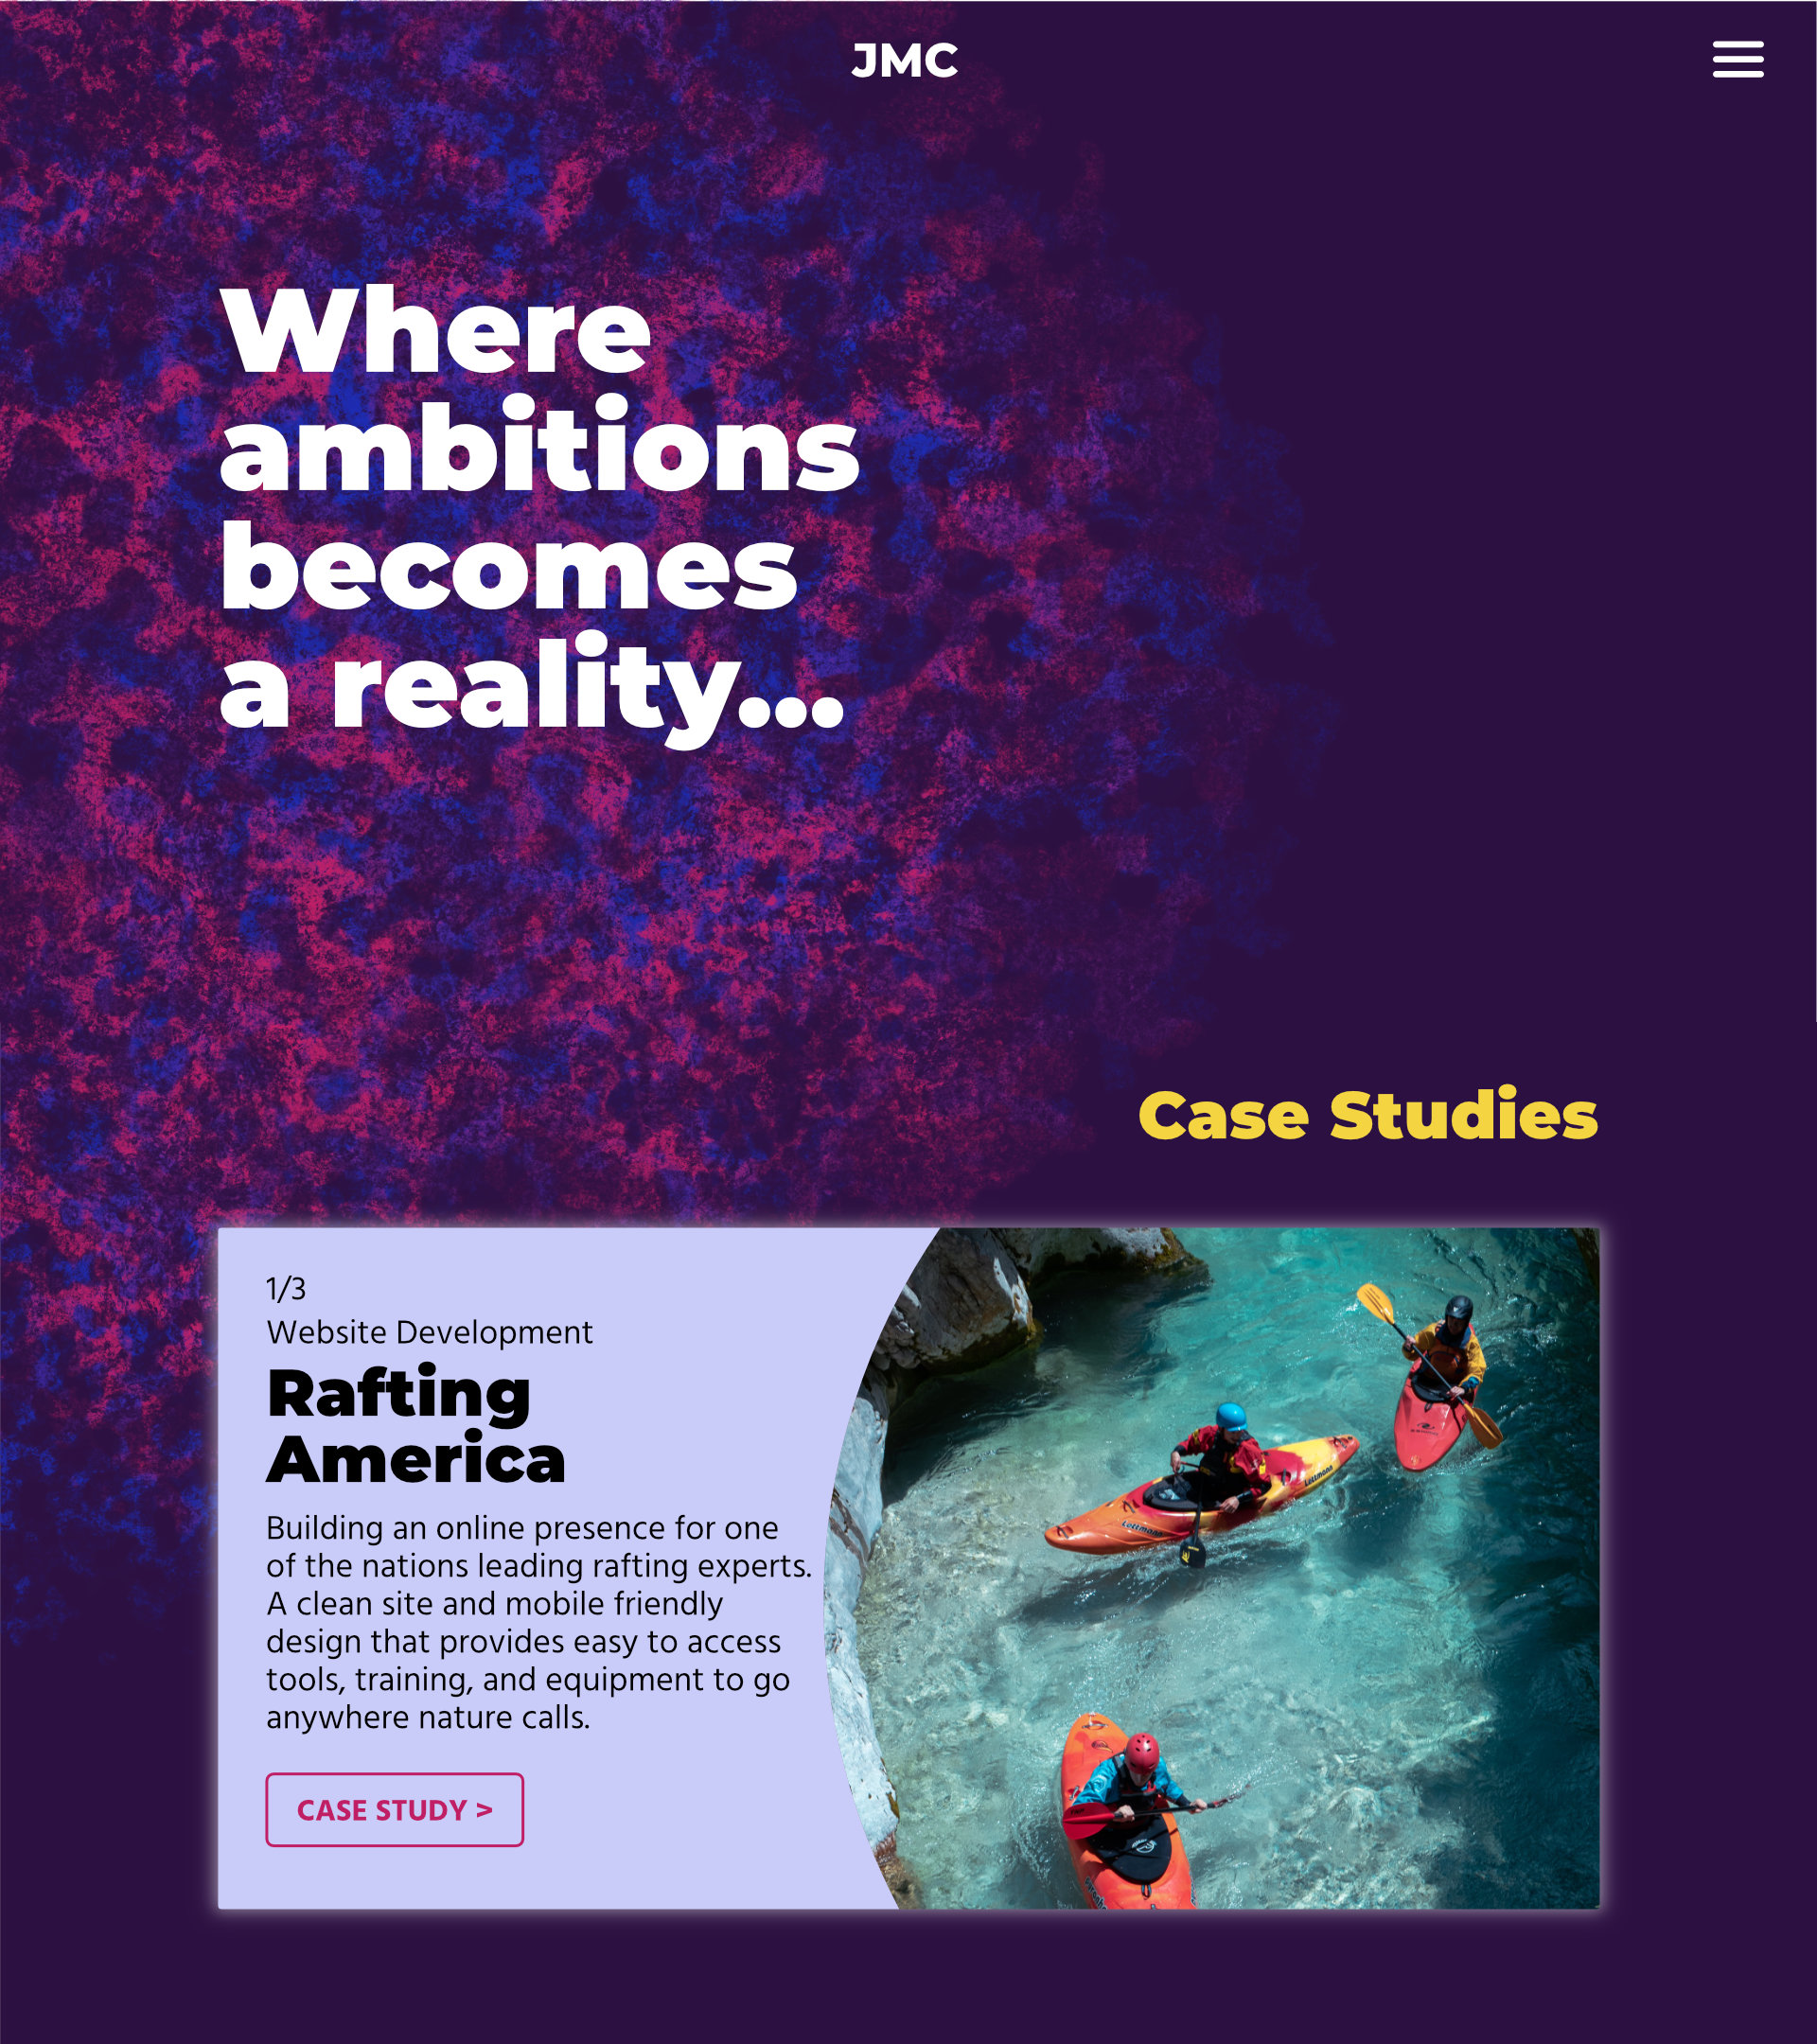 JMC
Where
ambitions
becomes
a reality...
Case Studies
1/3
Website Development
Rafting
America
Building an online presence for one
of the nations leading rafting experts.
A clean site and mobile friendly
design that provides easy to access
tools, training, and equipment to go
anywhere nature calls.
CASE STUDY >
Lettmann
Lettmann